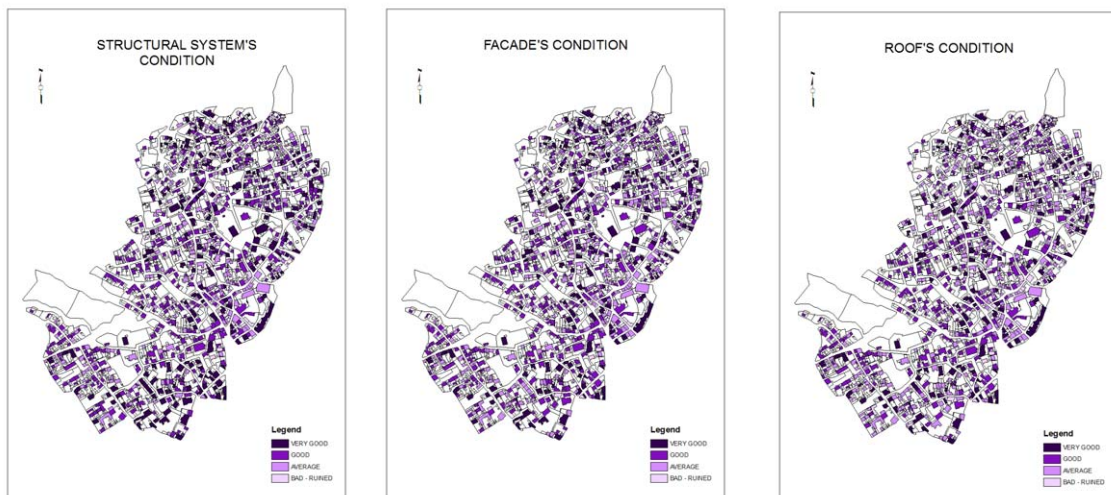 STRUCTURAL SYSTEM'S
CONDITION
Legend
VERY GOOD
GOOD
AVERAGE
BAD - RUINED
FACADE'S CONDITION
Legend
VERY GOOD
GOOD
AVERAGE
BAD - RUINED
ROOF'S CONDITION
Legend
VERY GOOD
GOOD
AVERAGE
BAD - RUINED